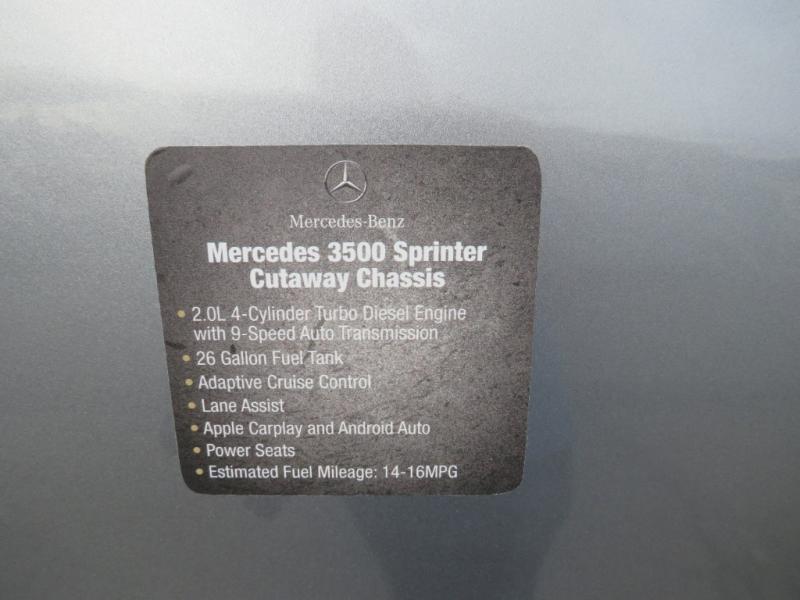 Mercedes-Benz
Mercedes 3500 Sprinter
Cutaway Chassis
• 2.0L 4-Cylinder Turbo Diesel Engine
with 9-Speed Auto Transmission
• 26 Gallon Fuel Tank
• Adaptive Cruise Control
• Lane Assist
• Apple Carplay and Android Auto
• Power Seats
• Estimated Fuel Mileage: 14-16MPG